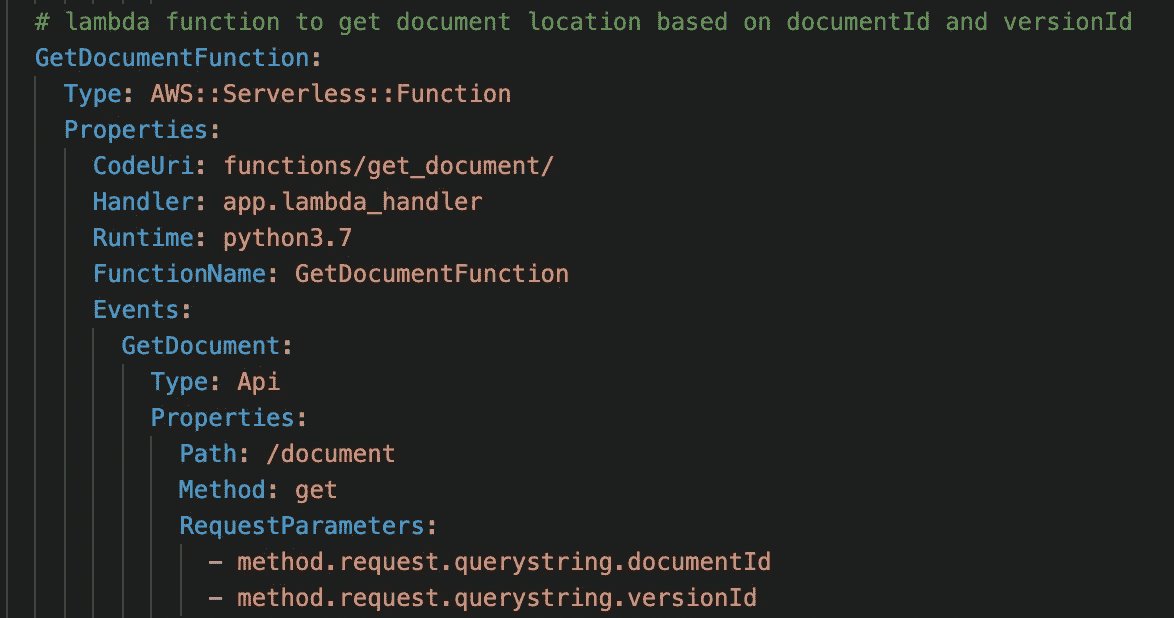 # lambda function to get document location based on documentId and versionId
GetDocumentFunction:
  Type: AWS::Serverless::Function
  Properties:
    CodeUri: functions/get_document/
    Handler: app.lambda_handler
    Runtime: python3.7
    FunctionName: GetDocumentFunction
    Events:
      GetDocument:
        Type: Api
        Properties:
          Path: /document
          Method: get
          RequestParameters:
            - method.request.querystring.documentId
            - method.request.querystring.versionId